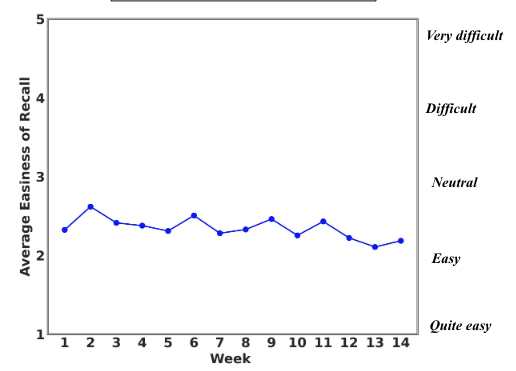 5
4
3
2
1
Average Easiness of Recall
1 2 3 4 5 6 7 8 9 10 11 12 13 14
Week
Very difficult
Difficult
Neutral
Easy
Quite easy